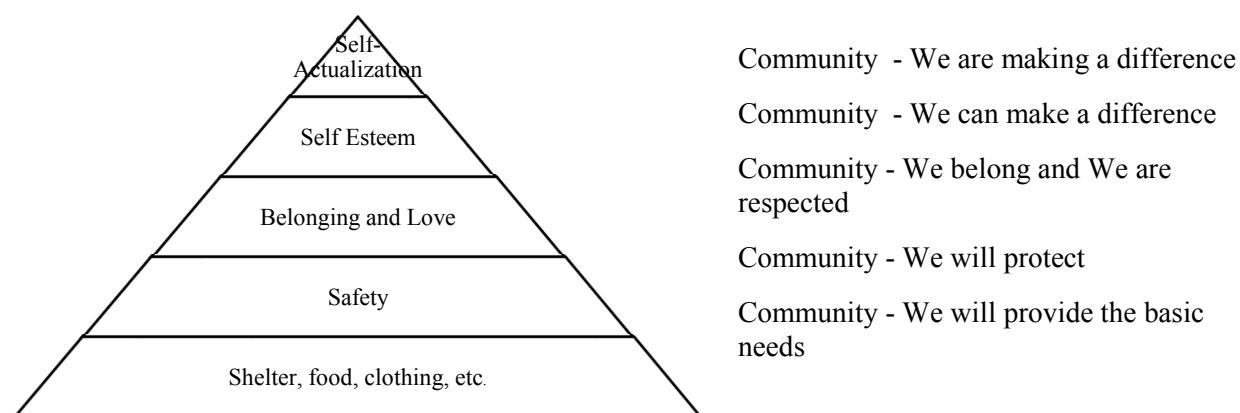 Self-
Actualization
Self Esteem
Belonging and Love
Safety
Shelter, food, clothing, etc.
Community - We are making a difference
Community - We can make a difference
Community - We belong and We are
respected
Community - We will protect
Community - We will provide the basic
needs